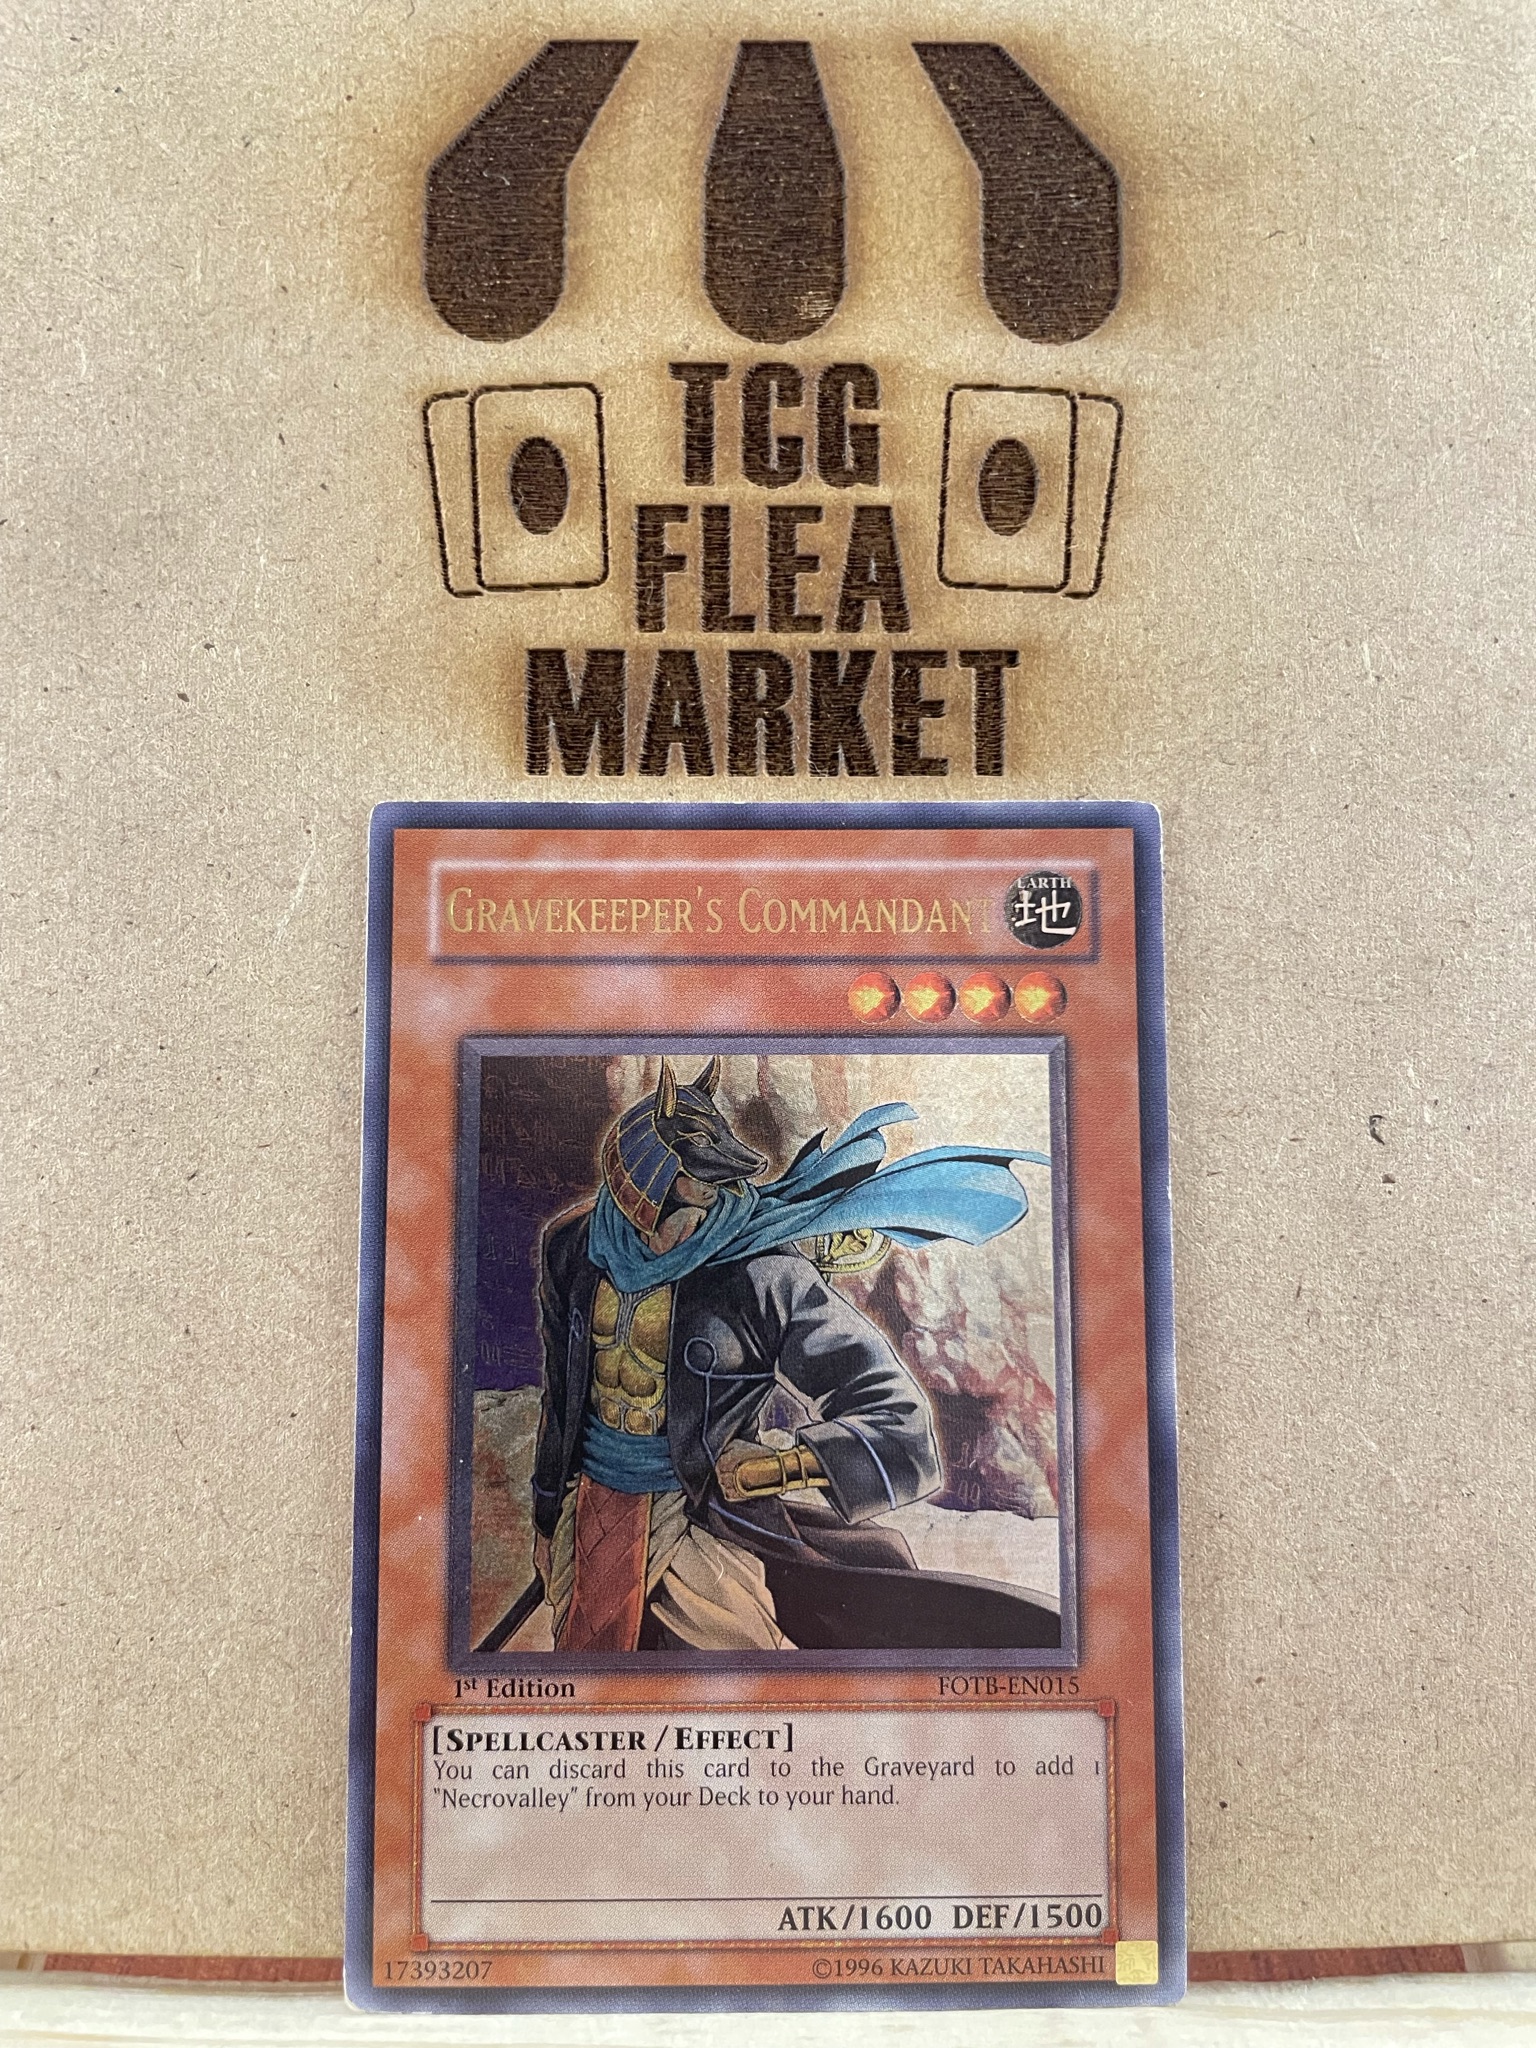 TCG
FLEA
MARKET
GRAVEKEEPER'S COMMANDANT
EARTH
地
1st Edition
FOTB-EN015
[SPELLCASTER / EFFECT]
You can discard this card to the Graveyard to add 1
"Necrovalley" from your Deck to your hand.
ATK/1600 DEF/1500
17393207
©1996 KAZUKI TAKAHASHI